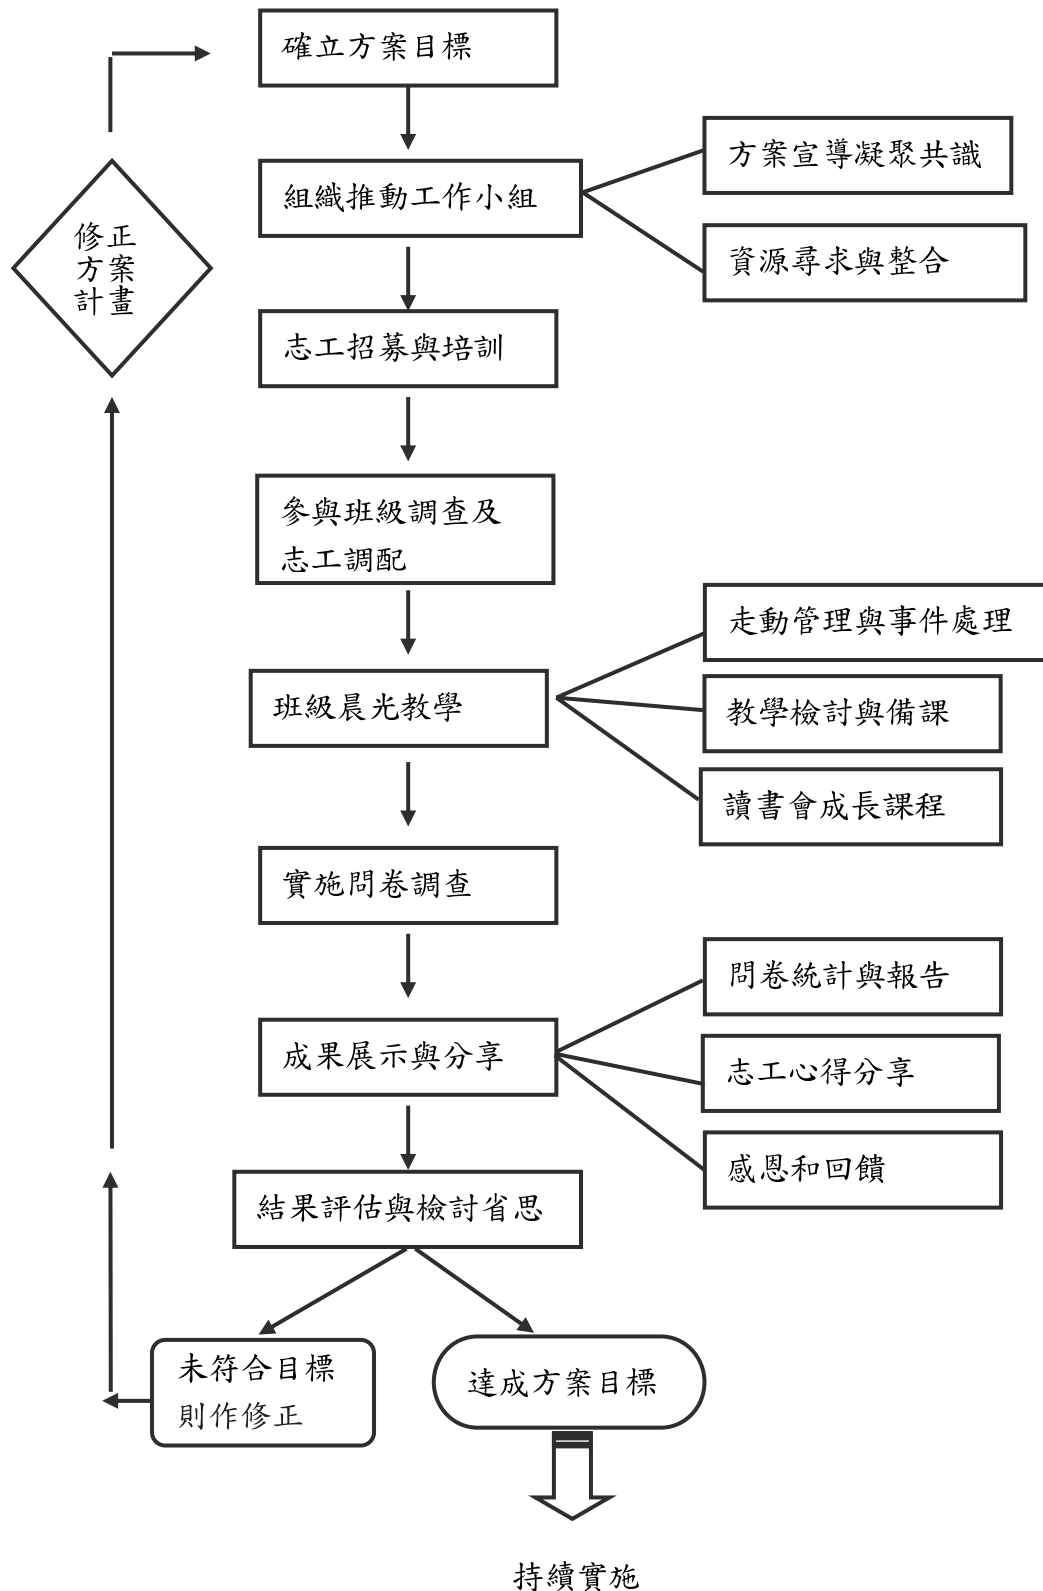 確立方案目標
組織推動工作小組
方案宣導凝聚共識
資源尋求與整合
修正
方案
計畫
志工招募與培訓
參與班級調查及
志工調配
班級晨光教學
走動管理與事件處理
教學檢討與備課
讀書會成長課程
實施問卷調查
成果展示與分享
問卷統計與報告
志工心得分享
感恩和回饋
結果評估與檢討省思
未符合目標
則作修正
達成方案目標
持續實施